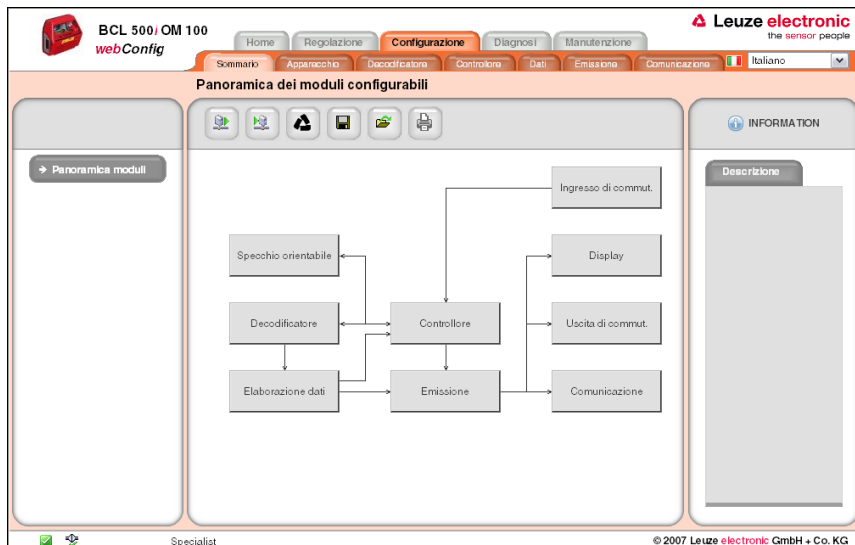 BCL 500i OM 100
webConfig
Leuze electronic
the sensor people
Home
Regolazione
Configurazione
Diagnosi
Manutenzione
Sommario
Apparecchio
Decodificatore
Controllore
Dati
Emissione
Comunicazione
Italiano
Panoramica dei moduli configurabili
INFORMATION
Panoramica moduli
Descrizione
Ingresso di commut.
Specchio orientabile
Display
Decodificatore
Controllore
Uscita di commut.
Elaborazione dati
Emissione
Comunicazione
Specialist
© 2007 Leuze electronic GmbH + Co. KG